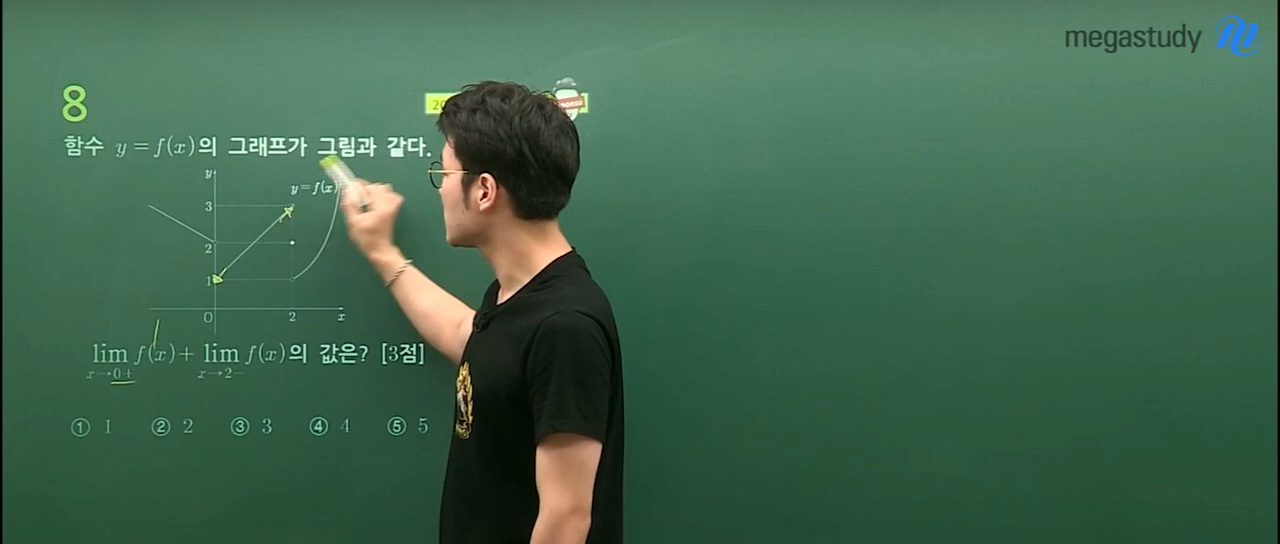 megastudy
8
20
함수 y=f(x)의 그래프가 그림과 같다.
y
y=f(x)
3
2
1
O 2 x
lim f(x)+ lim f(x)의 값은? [3점]
x→0+ x→2-
① 1 ② 2 ③ 3 ④ 4 ⑤ 5